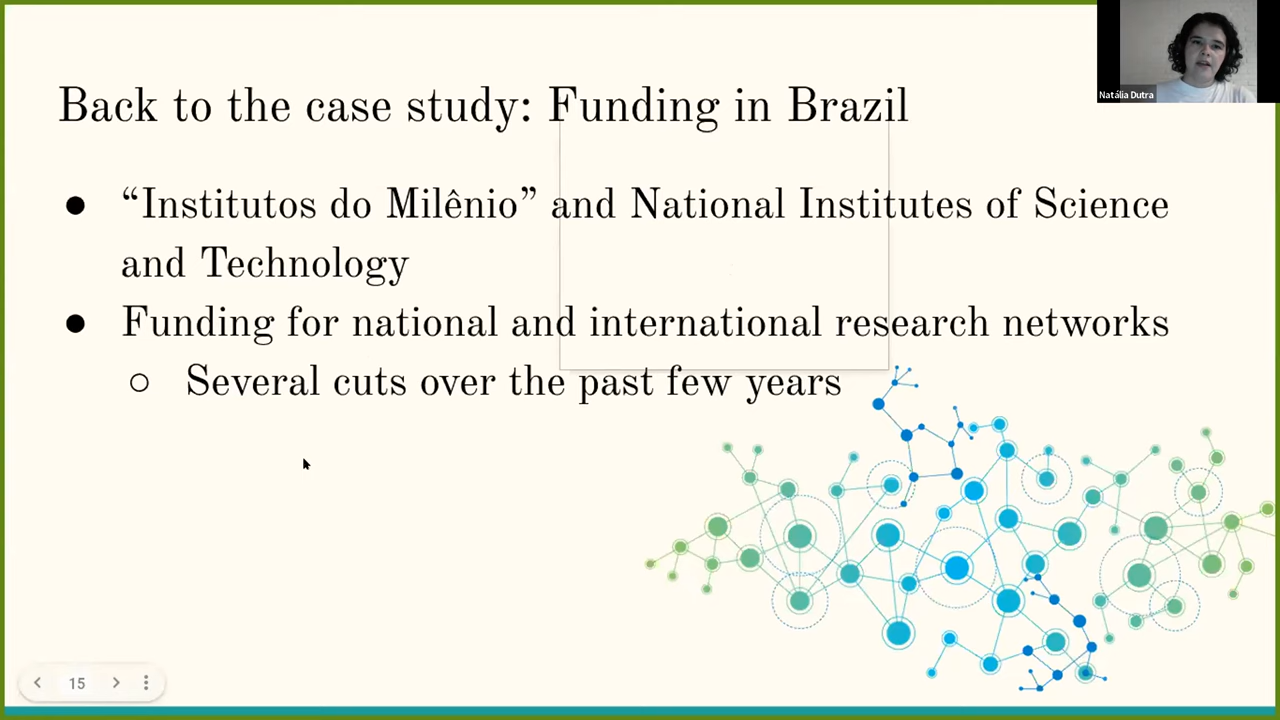 Natália Dutra
Back to the case study: Funding in Brazil
● “Institutos do Milênio” and National Institutes of Science
and Technology
● Funding for national and international research networks
○ Several cuts over the past few years
15